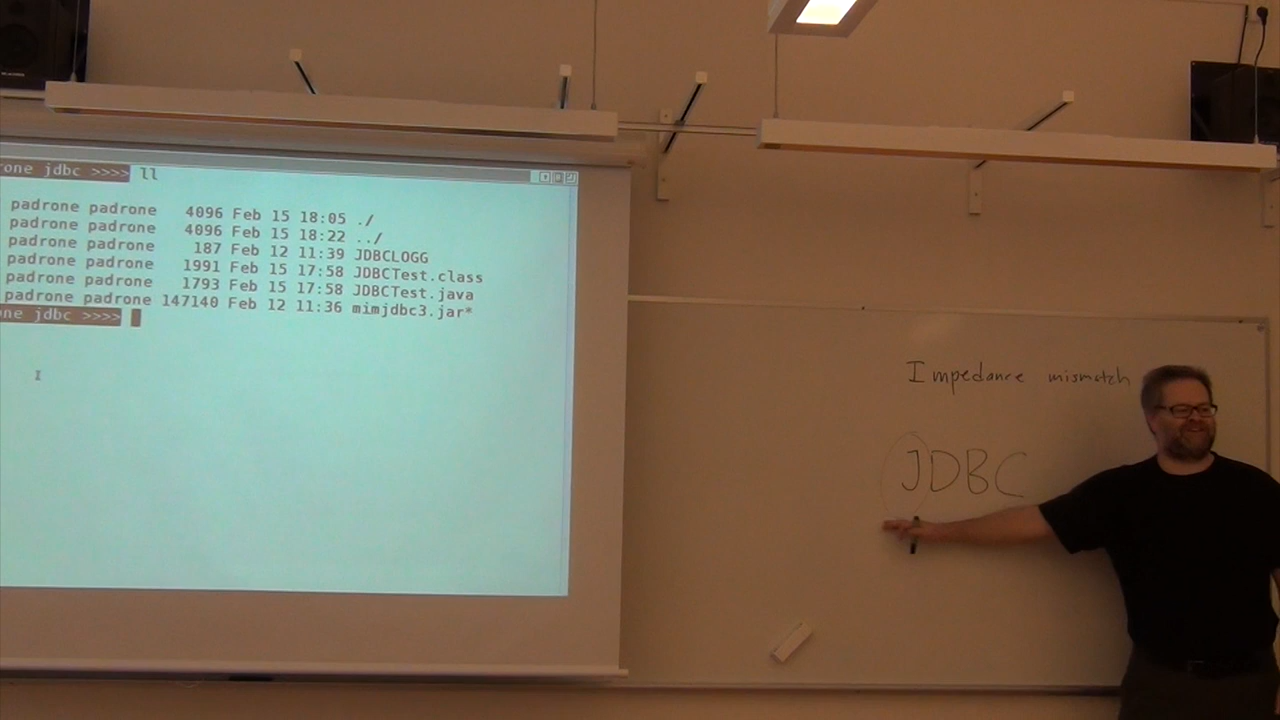 rone jdbc >>>> ll
padrone padrone 4096 Feb 15 18:05 ./
padrone padrone 4096 Feb 15 18:22 ../
padrone padrone 187 Feb 12 11:39 JDBCLOGG
padrone padrone 1991 Feb 15 17:58 JDBCTest.class
padrone padrone 1793 Feb 15 17:58 JDBCTest.java
padrone padrone 147140 Feb 12 11:36 mimjdbc3.jar*
one jdbc >>>>
Impedance mismatch
JDBC